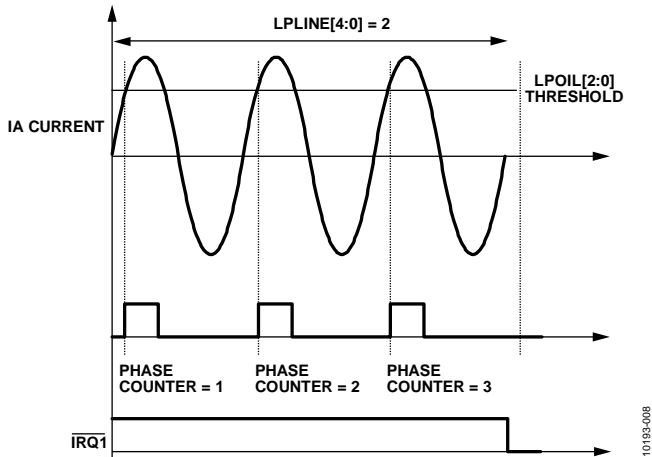 LPLINE[4:0] = 2
LPOIL[2:0]
THRESHOLD
IA CURRENT
PHASE
COUNTER = 1
PHASE
COUNTER = 2
PHASE
COUNTER = 3
IRQ1
10193-008